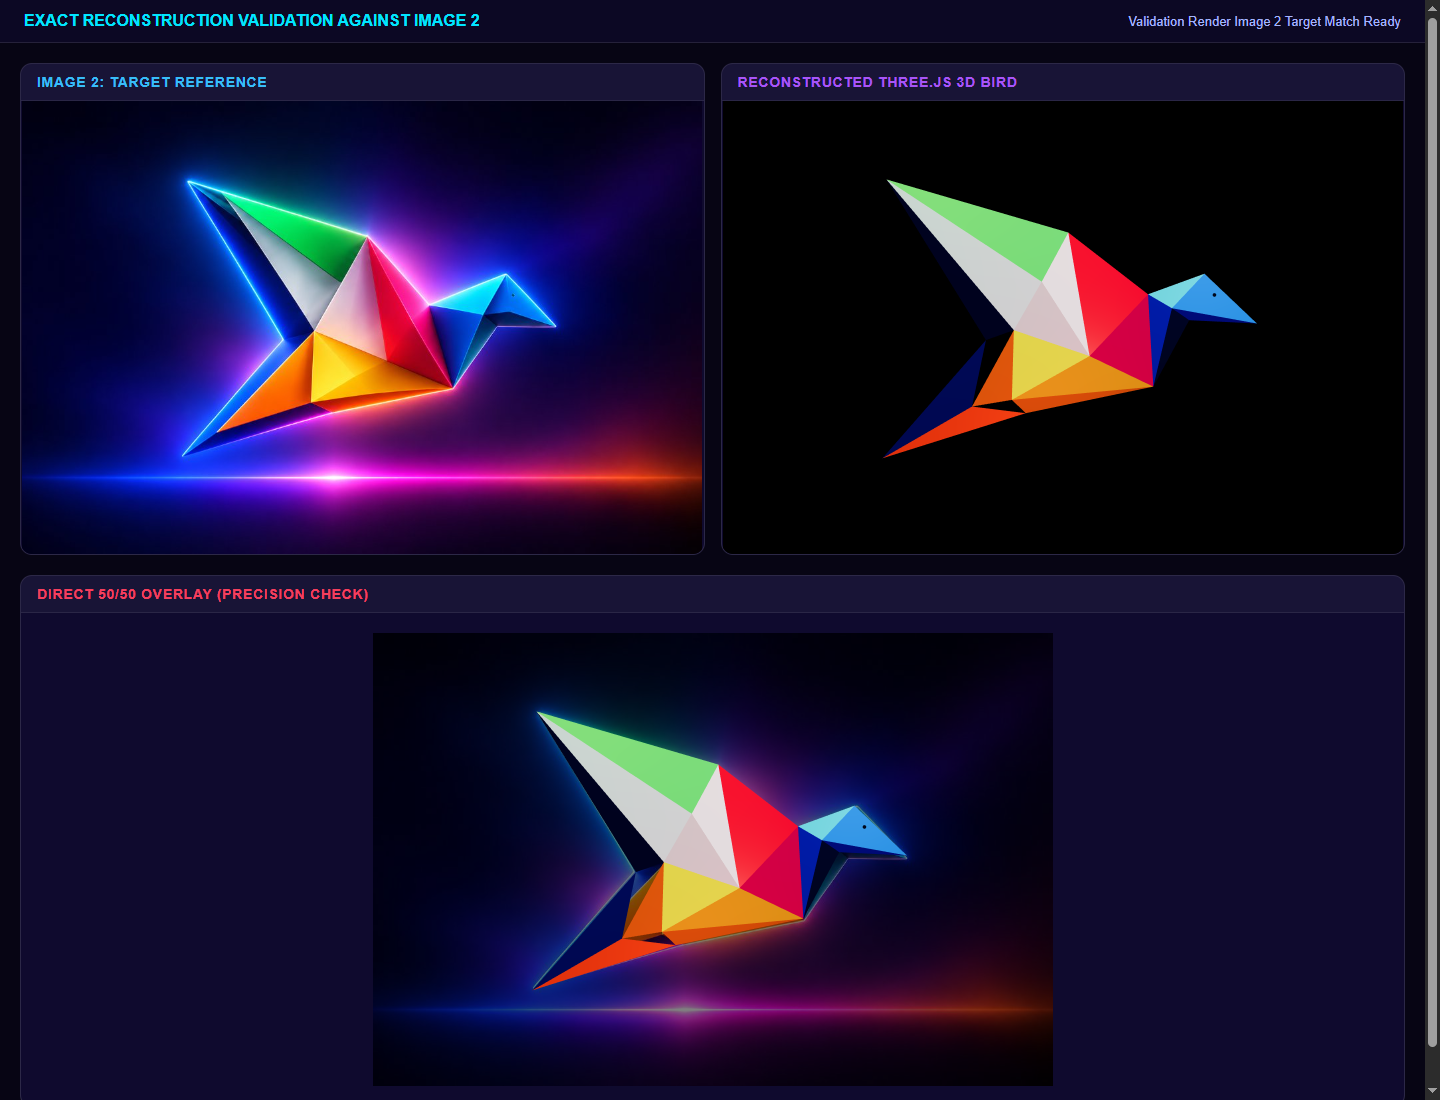 EXACT RECONSTRUCTION VALIDATION AGAINST IMAGE 2
Validation Render Image 2 Target Match Ready
IMAGE 2: TARGET REFERENCE
RECONSTRUCTED THREE.JS 3D BIRD
DIRECT 50/50 OVERLAY (PRECISION CHECK)